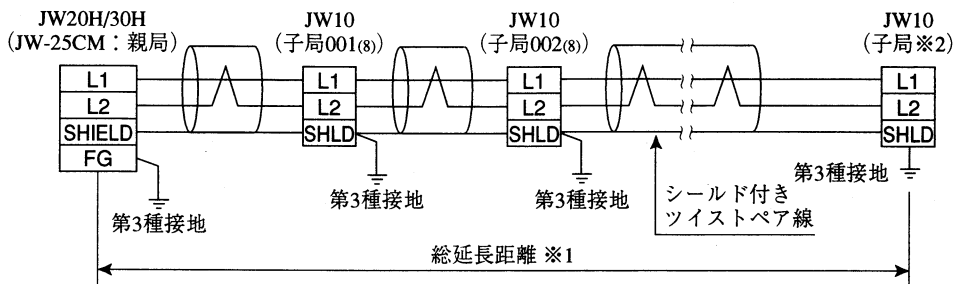 JW20H/30H
(JW-25CM：親局)
JW10
(子局001(8))
JW10
(子局002(8))
JW10
(子局※2)
L1
L2
SHIELD
FG
L1
L2
SHLD
L1
L2
SHLD
L1
L2
SHLD
第3種接地
第3種接地
第3種接地
第3種接地
シールド付き
ツイストペア線
総延長距離 ※1